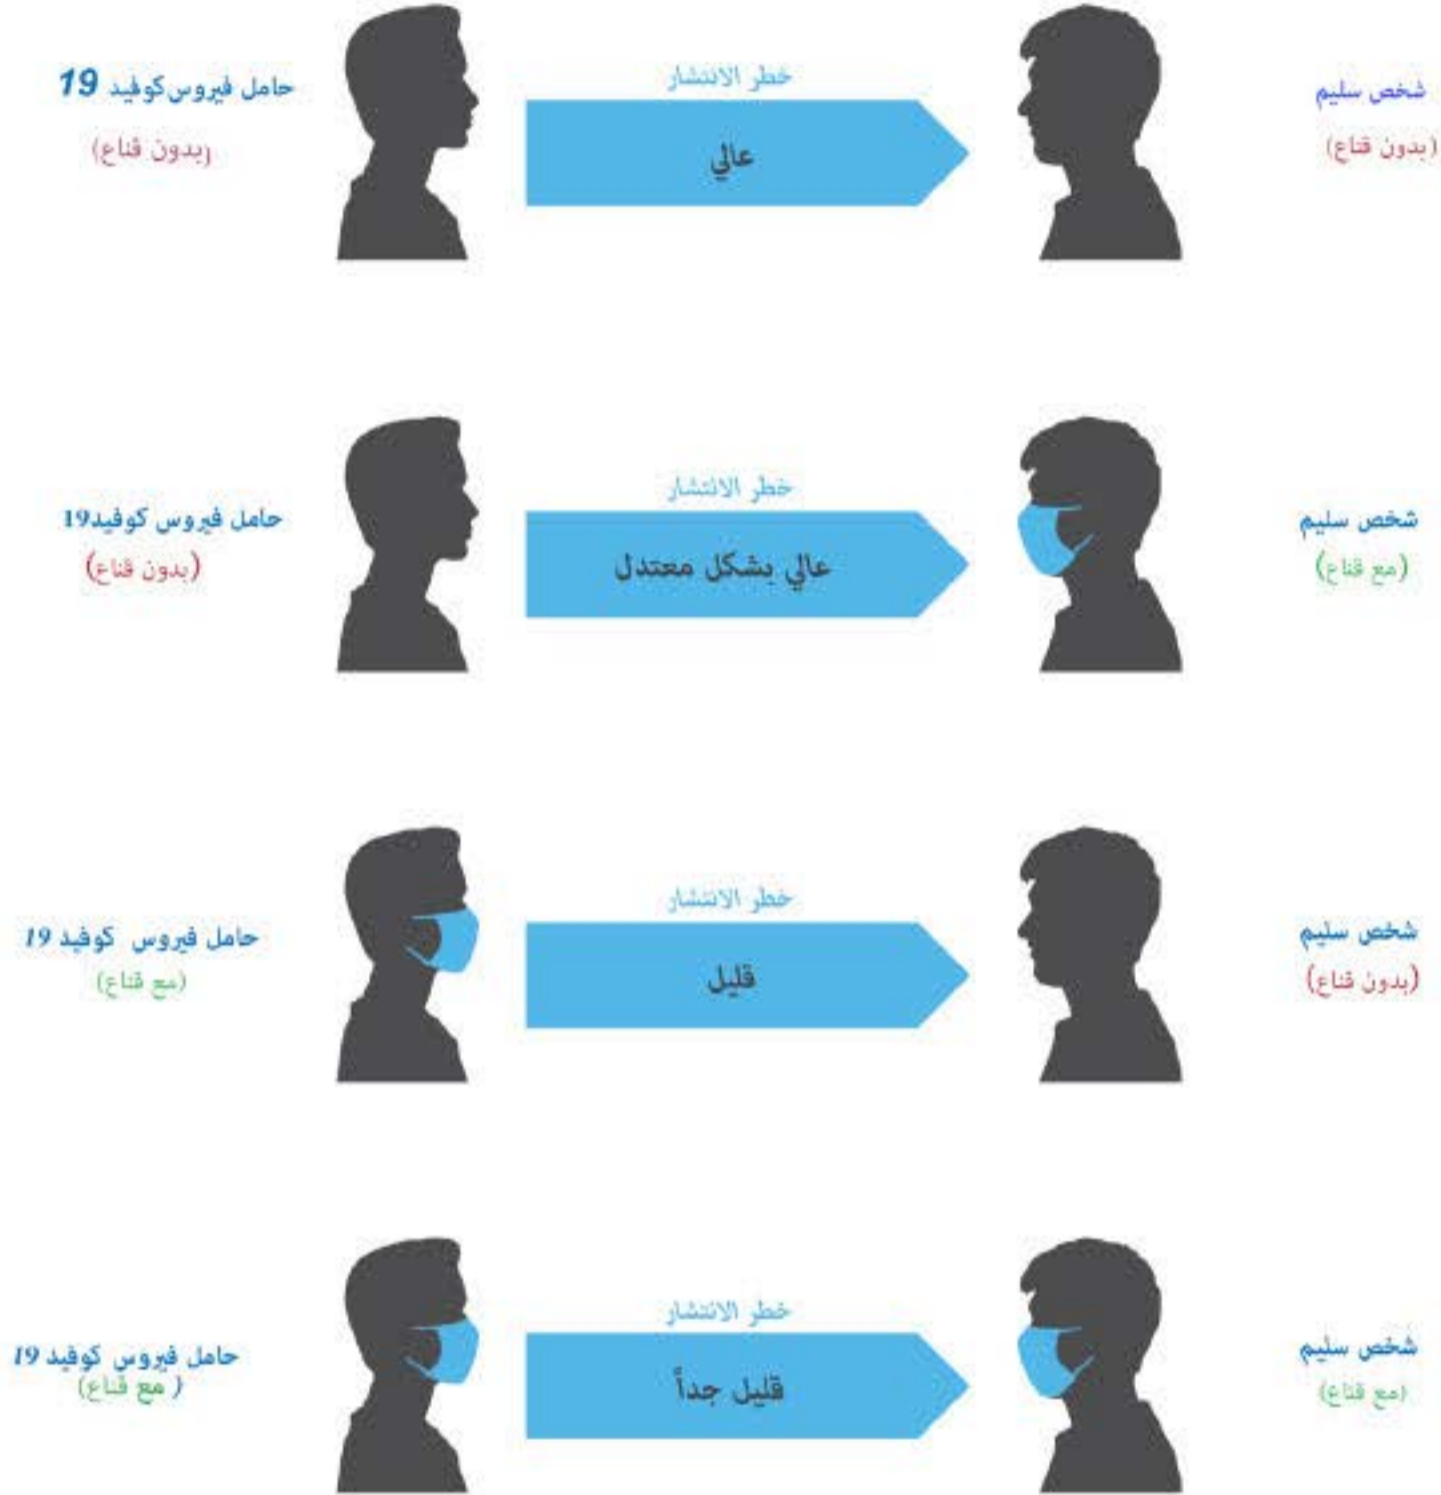 خطر الانتشار
شخص سليم
حامل فيروس كوفيد 19
(بدون قناع)
عالي
(بدون قناع)
خطر الانتشار
شخص سليم
حامل فيروس كوفيد19
(مع قناع)
عالي بشكل معتدل
(بدون قناع)
خطر الانتشار
شخص سليم
حامل فيروس كوفيد 19
(بدون قناع)
قليل
(مع قناع)
خطر الانتشار
شخص سليم
حامل فيروس كوفيد 19
(مع قناع)
قليل جداً
( مع قناع)